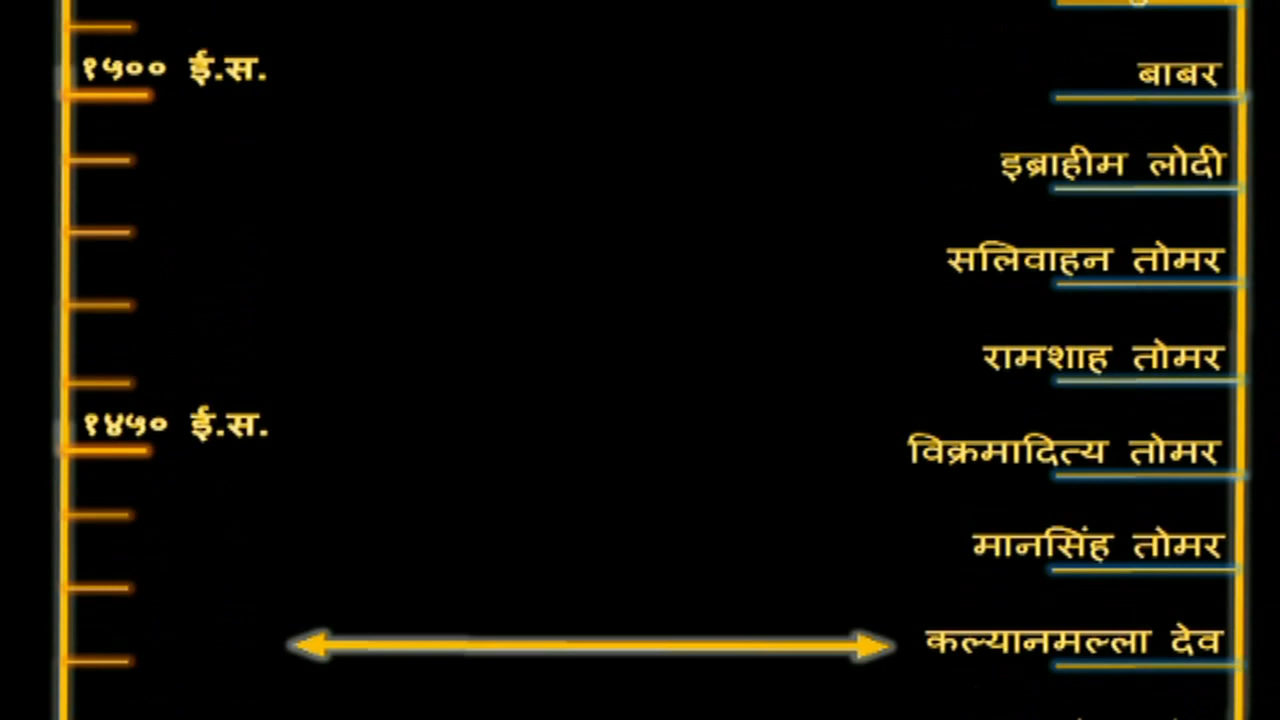 १५०० ई.स.
बाबर
इब्राहीम लोदी
सलिवाहन तोमर
रामशाह तोमर
१४५० ई.स.
विक्रमादित्य तोमर
मानसिंह तोमर
कल्यानमल्ला देव